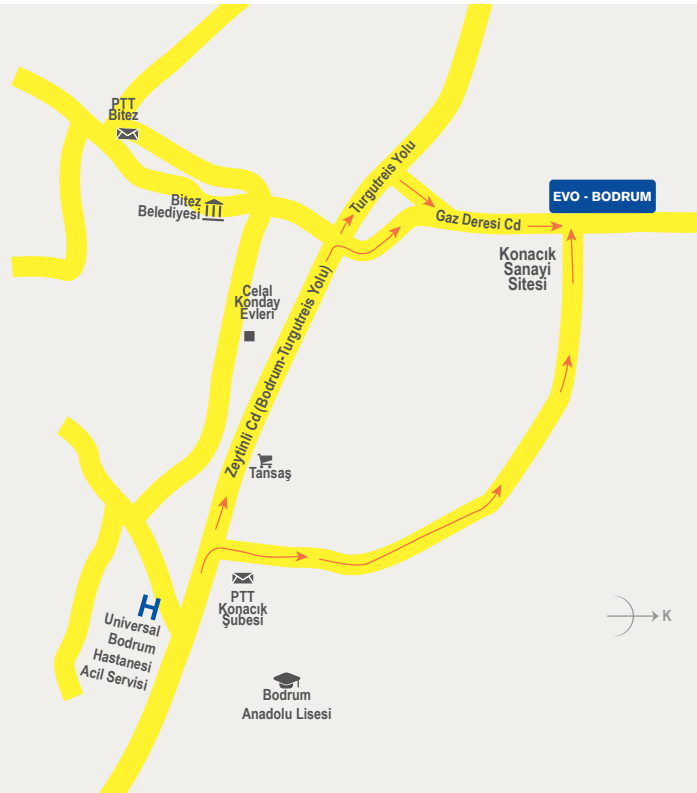 PTT
Bitez
Bitez
Belediyesi
Turgutreis Yolu
EVO - BODRUM
Gaz Deresi Cd
Konacık
Sanayi
Sitesi
Celal
Konday
Evleri
Zeytinli Cd (Bodrum-Turgutreis Yolu)
Tansaş
PTT
Konacık
Şubesi
H
Universal
Bodrum
Hastanesi
Acil Servisi
K
Bodrum
Anadolu Lisesi